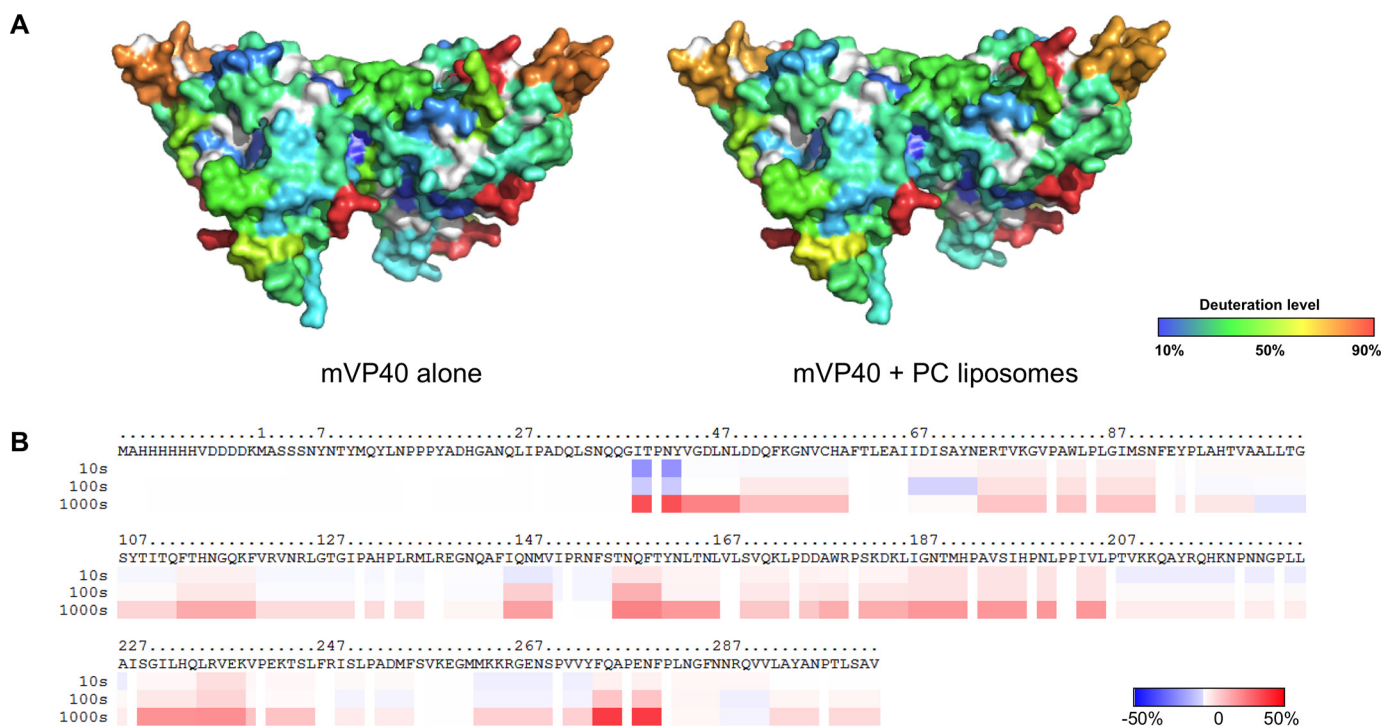 A
Deuteration level
10% 50% 90%
mVP40 alone
mVP40 + PC liposomes
B
..............1.....7...................27..................47..................67..................87..................
MAHHHHHHVDDDDKMASSSNYNTYMQYLNPPPYADHGANQLIPADQLSNQQGITPNYVGDLNLDDQFKGNVCHAFTLEAIIDISAYNERTVKGVPAWLPLGIMSNFEYPLAHTVAALLTG
10s
100s
1000s
107.................127.................147.................167.................187.................207.................
SYTITQFTHNGQKFVRVNRLGTGIPAHPLRMLREGNQAFIQNMVIPRNFSTNQFTYNLTNLVLSVQKLPDDAWRPSKDKLIGNTMHPAVSIHPNLPPIVLPTVKKQAYRQHKNPNNGPLL
10s
100s
1000s
227.................247.................267.................287..............
AISGILHQLRVEKVPEKTSLFRISLPADMFSVKEGMMKKRGENSPVVYFQAPENFPLNGFNNRQVVLAYANPTLSAV
10s
100s
1000s
-50% 0 50%